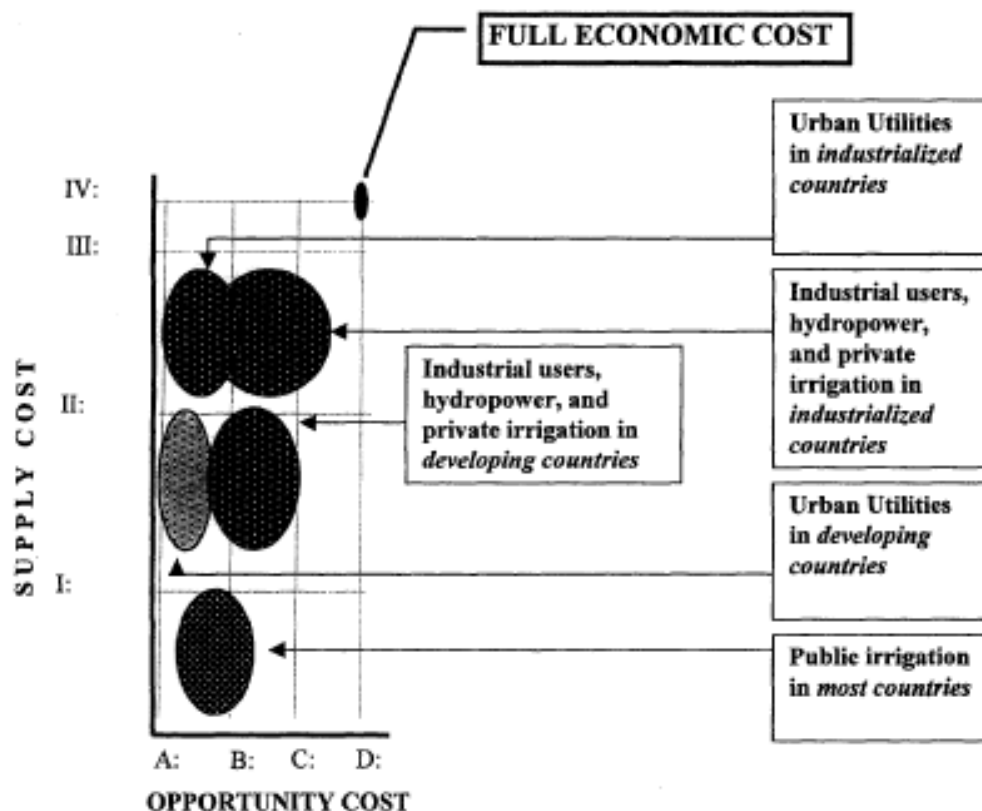 FULL ECONOMIC COST
Urban Utilities
in industrialized
countries
IV:
III:
Industrial users,
hydropower,
and private
irrigation in
industrialized
countries
Industrial users,
hydropower, and
private irrigation in
developing countries
II:
SUPPLY COST
Urban Utilities
in developing
countries
I:
Public irrigation
in most countries
A: B: C: D:
OPPORTUNITY COST